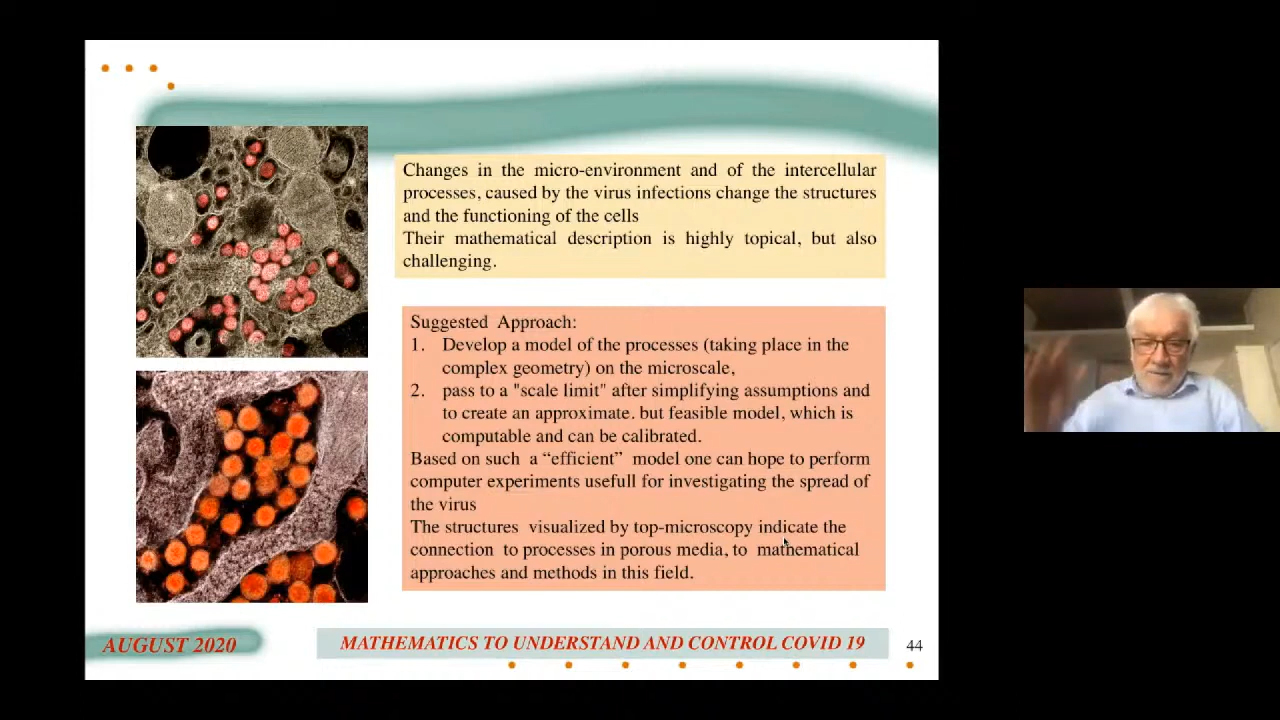 Changes in the micro-environment and of the intercellular
processes, caused by the virus infections change the structures
and the functioning of the cells
Their mathematical description is highly topical, but also
challenging.
Suggested Approach:
1. Develop a model of the processes (taking place in the
complex geometry) on the microscale,
2. pass to a "scale limit" after simplifying assumptions and
to create an approximate. but feasible model, which is
computable and can be calibrated.
Based on such a “efficient” model one can hope to perform
computer experiments usefull for investigating the spread of
the virus
The structures visualized by top-microscopy indicate the
connection to processes in porous media, to mathematical
approaches and methods in this field.
AUGUST 2020
MATHEMATICS TO UNDERSTAND AND CONTROL COVID 19
44